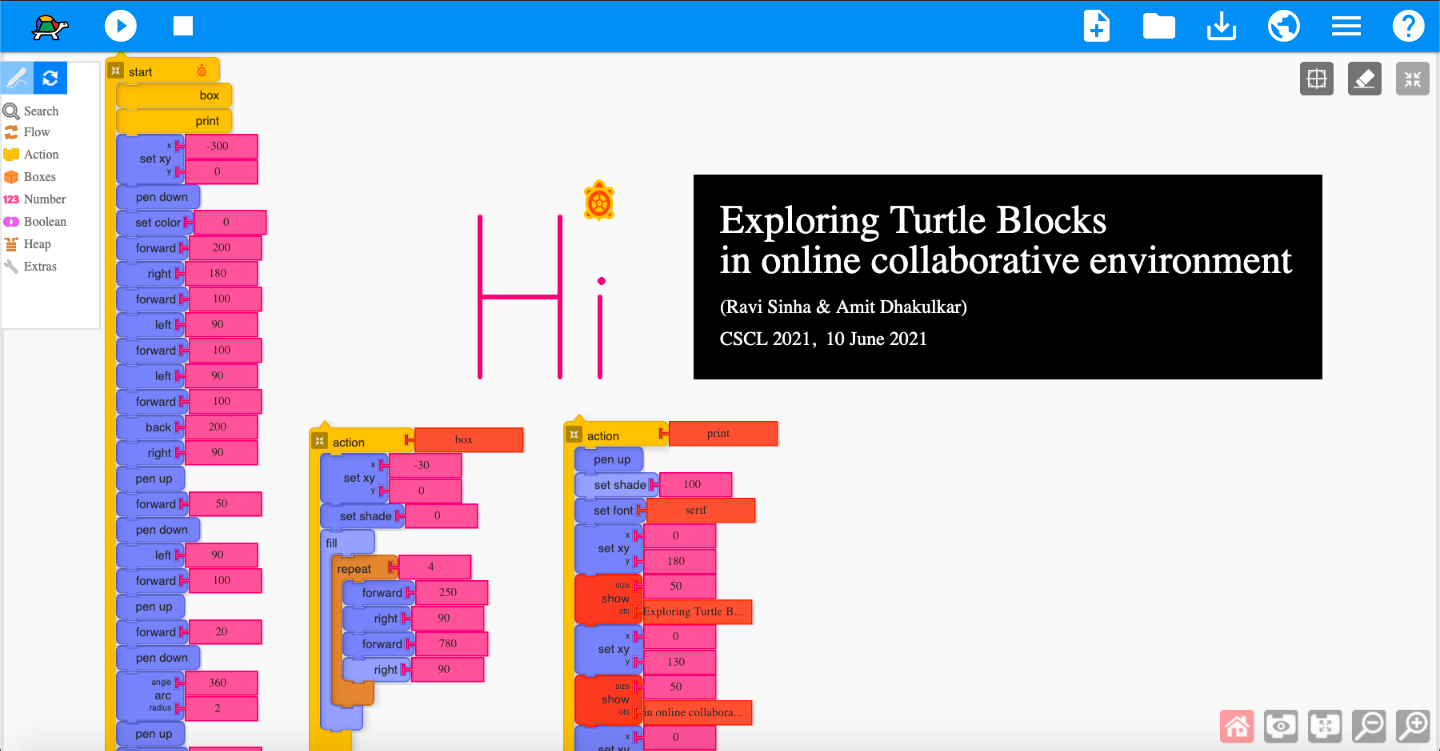 start
box
print
x -300
set xy
y 0
pen down
set color 0
forward 200
right 180
forward 100
left 90
forward 100
left 90
forward 100
back 200
right 90
pen up
forward 50
pen down
left 90
forward 100
pen up
forward 20
pen down
angle 360
arc
radius 2
pen up
Search
Flow
Action
Boxes
123 Number
Boolean
Heap
Extras
Hi
Exploring Turtle Blocks
in online collaborative environment
(Ravi Sinha & Amit Dhakulkar)
CSCL 2021, 10 June 2021
action box
x -30
set xy
y 0
set shade 0
fill
repeat 4
forward 250
right 90
forward 780
right 90
action print
pen up
set shade 100
set font serif
x 0
set xy
y 180
size 50
show
obj Exploring Turtle B...
x 0
set xy
y 130
size 50
show
obj in online collabora...
x 0
set xy
?